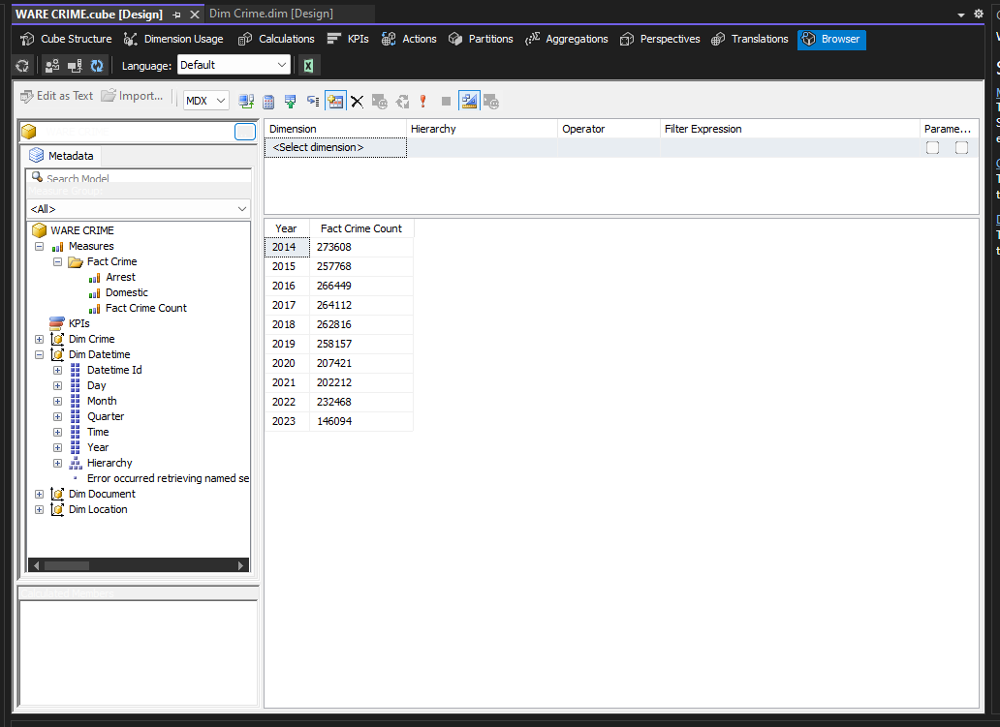 WARE CRIME.cube [Design] Dim Crime.dim [Design]
Cube Structure Dimension Usage Calculations KPIs Actions Partitions Aggregations Perspectives Translations Browser
Language: Default
Edit as Text Import... MDX
Metadata
Search Model
Measure Group:
<All>
WARE CRIME
Measures
Fact Crime
Arrest
Domestic
Fact Crime Count
KPIs
Dim Crime
Dim Datetime
Datetime Id
Day
Month
Quarter
Time
Year
Hierarchy
Error occurred retrieving named se
Dim Document
Dim Location
Calculated Members
Dimension Hierarchy Operator Filter Expression Parame...
<Select dimension>
Year Fact Crime Count
2014 273608
2015 257768
2016 266449
2017 264112
2018 262816
2019 258157
2020 207421
2021 202212
2022 232468
2023 146094